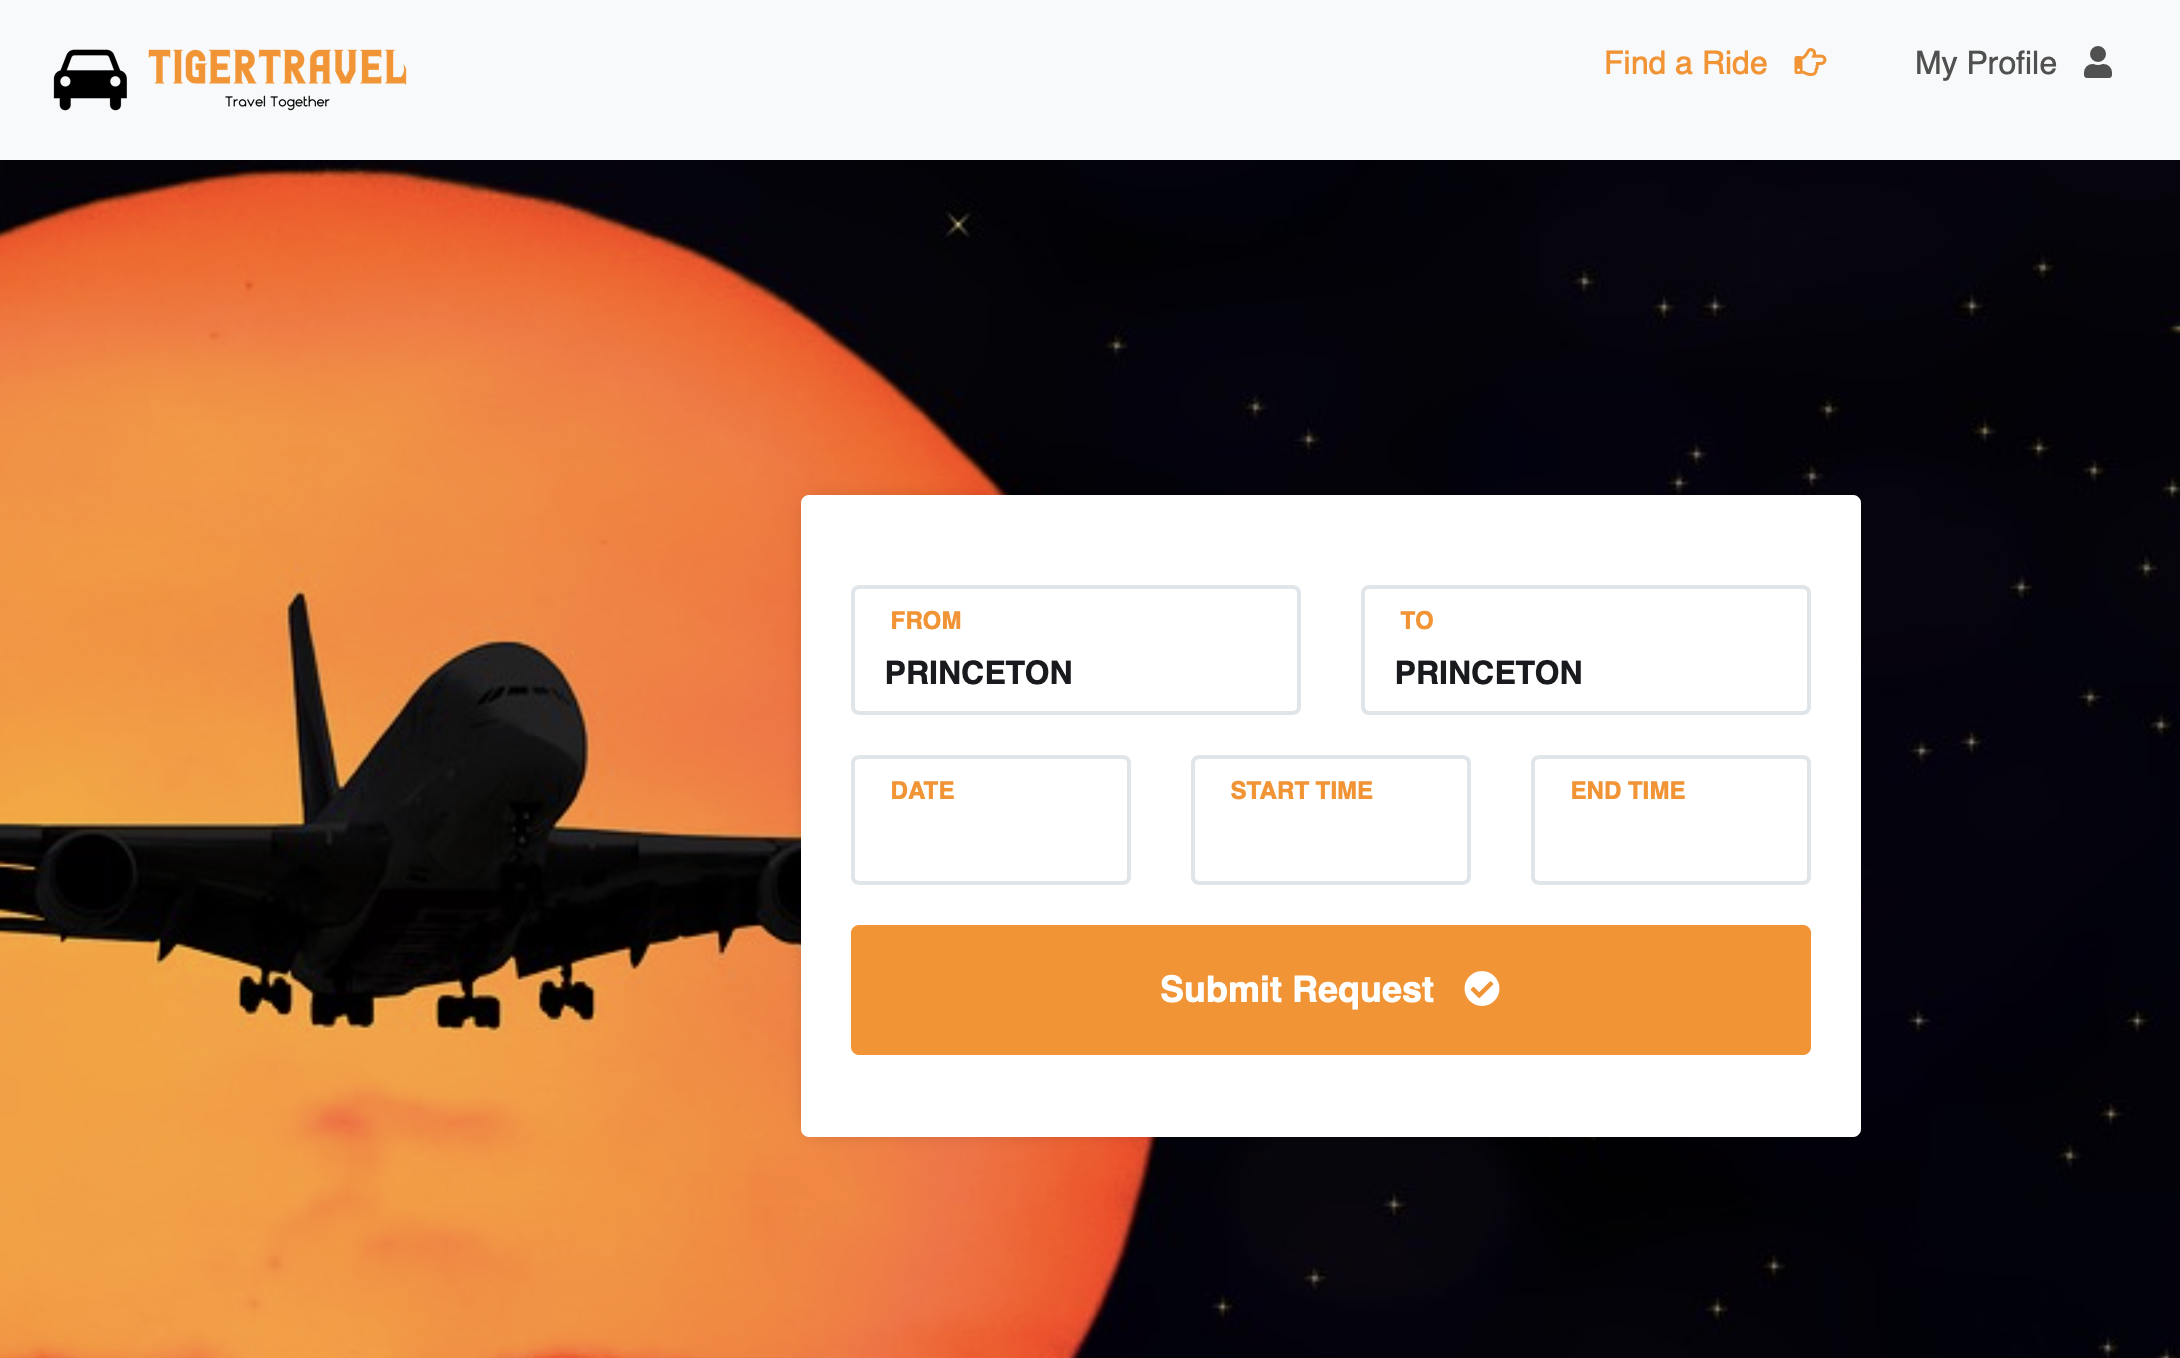 TIGERTRAVEL
Travel Together
Find a Ride
My Profile
FROM
PRINCETON
TO
PRINCETON
DATE
START TIME
END TIME
Submit Request